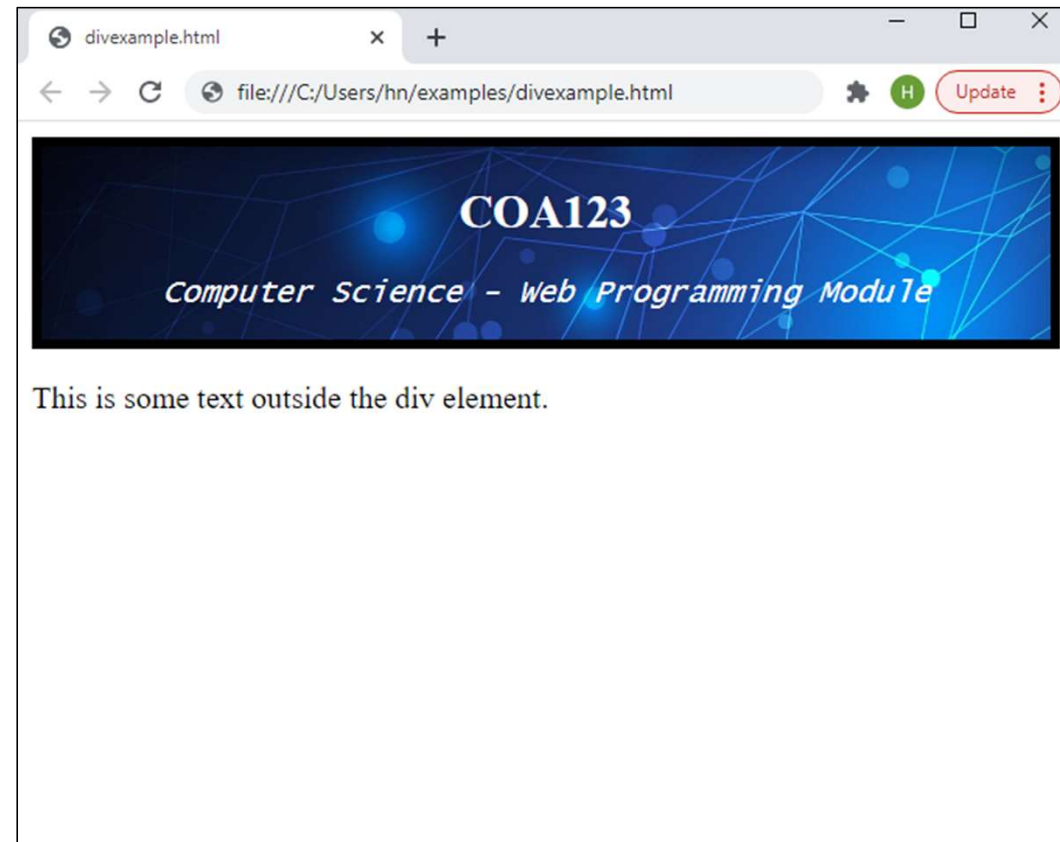 divexample.html
file:///C:/Users/hn/examples/divexample.html
H
Update
COA123
Computer Science - Web Programming Module
This is some text outside the div element.